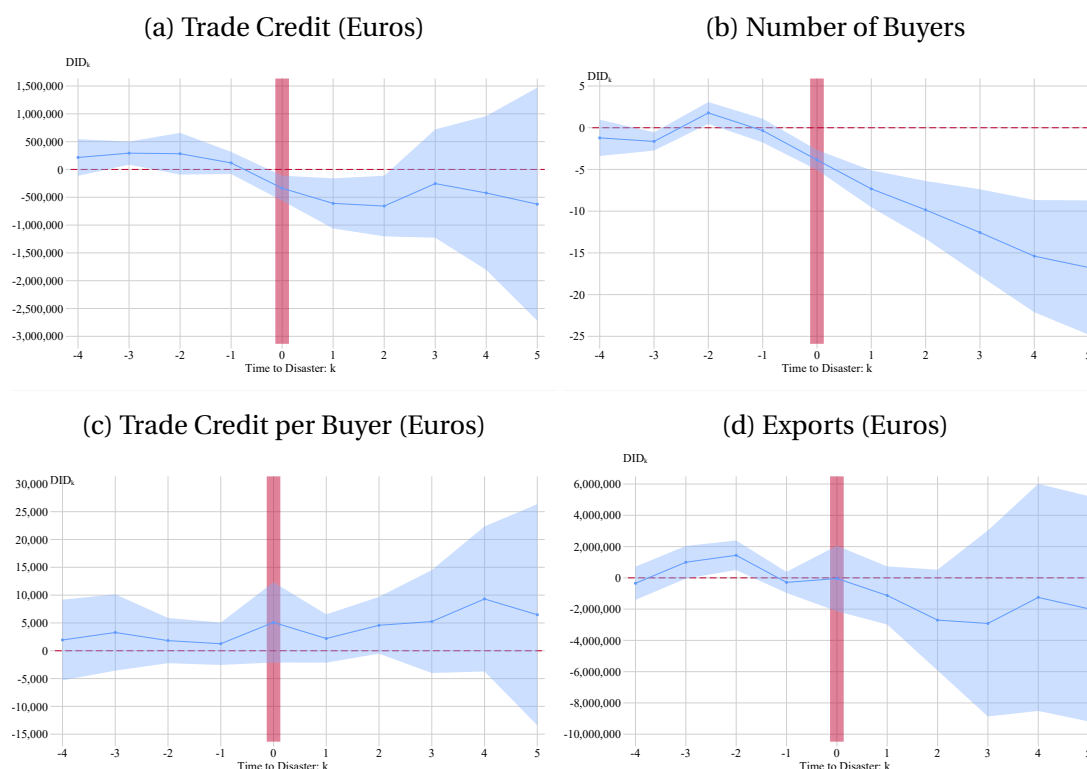 (a) Trade Credit (Euros)
DIDk
1,500,000
1,000,000
500,000
0
-500,000
-1,000,000
-1,500,000
-2,000,000
-2,500,000
-3,000,000
-4 -3 -2 -1 0 1 2 3 4 5
Time to Disaster: k
(b) Number of Buyers
DIDk
5
0
-5
-10
-15
-20
-25
-4 -3 -2 -1 0 1 2 3 4
Time to Disaster: k
(c) Trade Credit per Buyer (Euros)
DIDk
30,000
25,000
20,000
15,000
10,000
5,000
0
-5,000
-10,000
-15,000
-4 -3 -2 -1 0 1 2 3 4 5
Time to Disaster: k
(d) Exports (Euros)
DIDk
6,000,000
4,000,000
2,000,000
0
-2,000,000
-4,000,000
-6,000,000
-8,000,000
-10,000,000
-4 -3 -2 -1 0 1 2 3 4
Time to Disaster: k